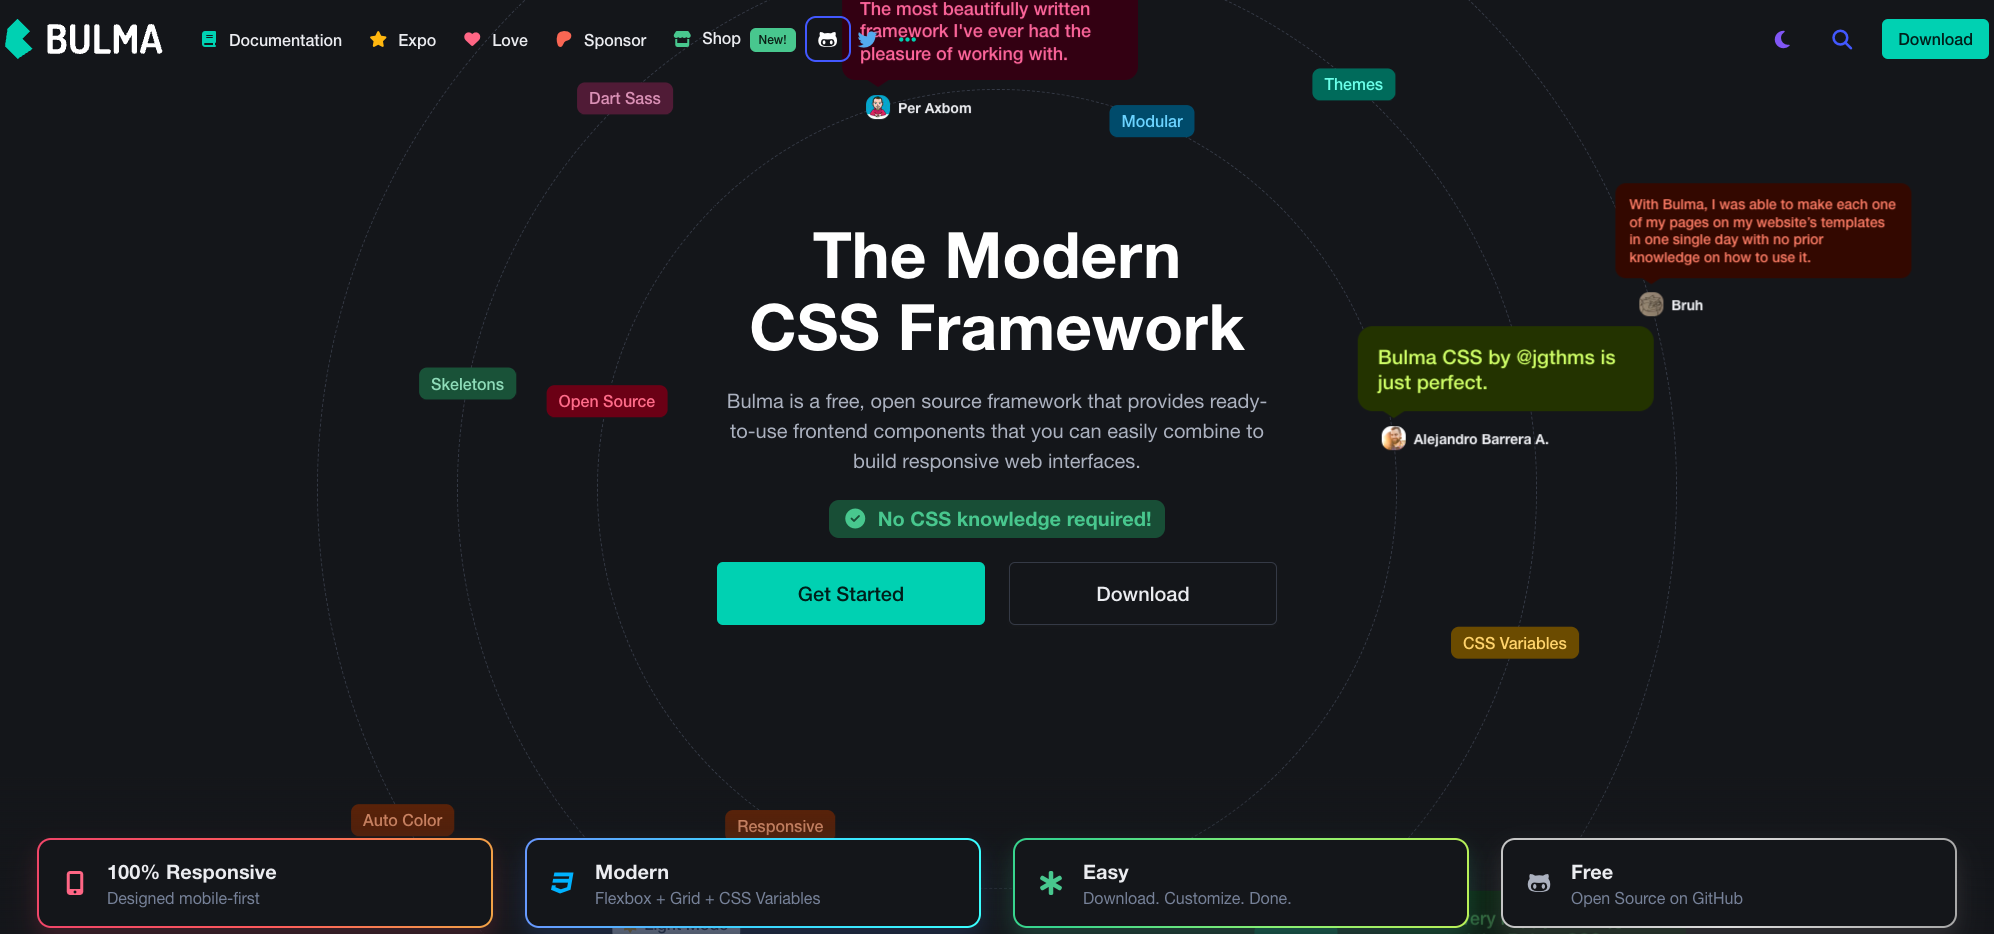 The most beautifully written
framework I've ever had the
pleasure of working with.
BULMA
Documentation
Expo
Love
Sponsor
Shop
New!
Download
Dart Sass
Per Axbom
Modular
Themes
With Bulma, I was able to make each one
of my pages on my website's templates
in one single day with no prior
knowledge on how to use it.
Bruh
The Modern
CSS Framework
Bulma CSS by @jgthms is
just perfect.
Alejandro Barrera A.
Skeletons
Open Source
Bulma is a free, open source framework that provides ready-
to-use frontend components that you can easily combine to
build responsive web interfaces.
No CSS knowledge required!
Get Started
Download
CSS Variables
Auto Color
Responsive
100% Responsive
Designed mobile-first
Modern
Flexbox + Grid + CSS Variables
Easy
Download. Customize. Done.
Free
Open Source on GitHub
Light Mode